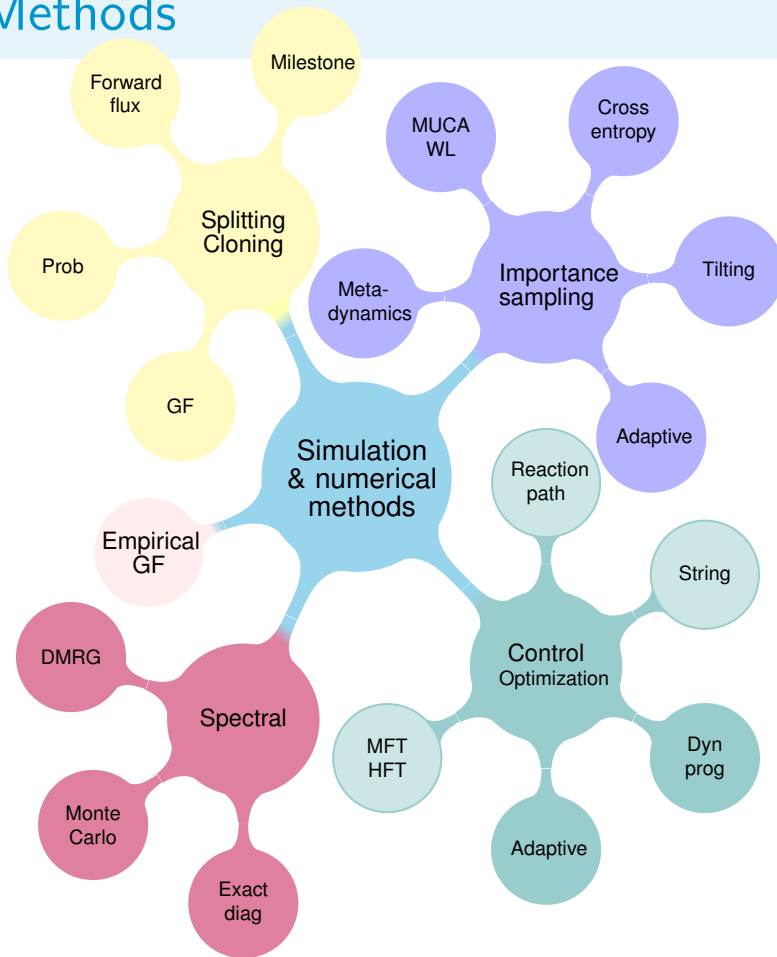 Methods
Forward
flux
Milestone
Prob
Splitting
Cloning
GF
MUCA
WL
Cross
entropy
Meta-
dynamics
Importance
sampling
Tilting
Adaptive
Simulation
& numerical
methods
Empirical
GF
Reaction
path
String
Control
Optimization
MFT
HFT
Dyn
prog
Adaptive
DMRG
Spectral
Monte
Carlo
Exact
diag